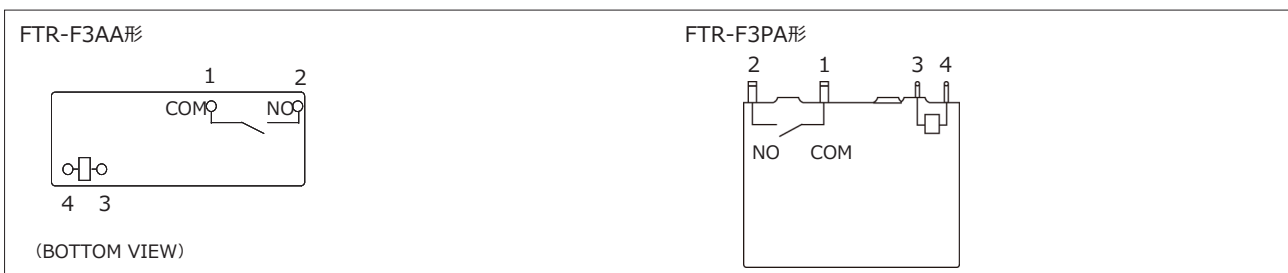 FTR-F3AA形
1 2
COM NO
4 3
（BOTTOM VIEW）
FTR-F3PA形
2 1 3 4
NO COM